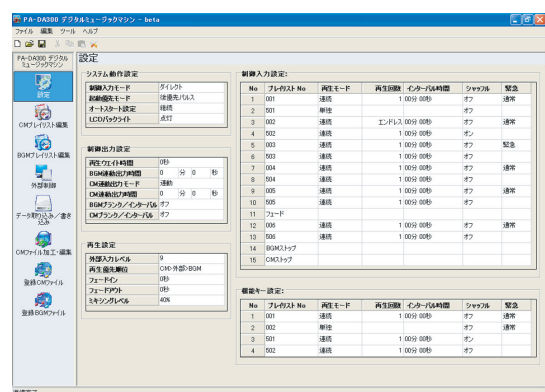 PA-DA300 デジタルミュージックマシン - beta
ファイル 編集 ツール ヘルプ
PA-DA300 デジタル
ミュージックマシン
設定
CMプレイリスト編集
BGMプレイリスト編集
外部制御
データ取り込み／書き
込み
CMファイル加工・編集
登録CMファイル
登録BGMファイル
設定
システム動作設定
制御入力モード ダイレクト
起動優先モード 後優先パルス
オートスタート設定 継続
LCDバックライト 点灯
制御出力設定
再生ウエイト時間 0秒
BGM連動出力時間 0 分 0 秒
CM連動出力モード 連動
CM連動出力時間 0 分 0 秒
BGMブランク／インターバル オフ
CMブランク／インターバル オフ
再生設定
外部入力レベル 9
再生優先順位 CM>外部>BGM
フェードイン 0秒
フェードアウト 0秒
ミキシングレベル 40%
制御入力設定:
No プレイリスト No 再生モード 再生回数 インターバル時間 シャッフル 緊急
1 001 連続 1 00分 00秒 オフ 通常
2 501 単独 オフ
3 002 連続 エンドレス 00分 00秒 オフ 通常
4 502 連続 1 00分 00秒 オン
5 003 連続 1 00分 00秒 オフ 緊急
6 503 連続 1 00分 00秒 オフ
7 004 連続 1 00分 00秒 オフ 通常
8 504 連続 1 00分 00秒 オフ
9 005 連続 1 00分 00秒 オフ 通常
10 505 連続 1 00分 00秒 オフ
11 フェード
12 006 連続 1 00分 00秒 オフ 通常
13 506 連続 1 00分 00秒 オフ
14 BGMストップ
15 CMストップ
機能キー設定:
No プレイリスト No 再生モード 再生回数 インターバル時間 シャッフル 緊急
1 001 連続 1 00分 00秒 オフ 通常
2 002 単独 オフ 通常
3 501 連続 1 00分 00秒 オン
4 502 連続 1 00分 00秒 オフ